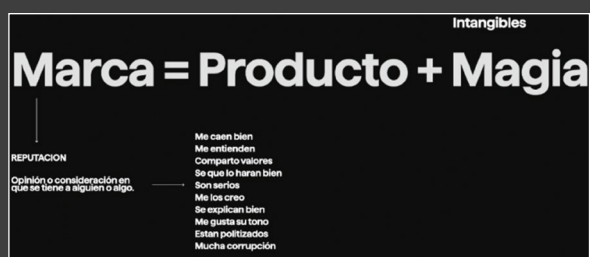 Intangibles
Marca = Producto + Magia
REPUTACION
Opinión o consideración en
que se tiene a alguien o algo.
Me caen bien
Me entienden
Comparto valores
Se que lo haran bien
Son serios
Me los creo
Se explican bien
Me gusta su tono
Estan politizados
Mucha corrupción